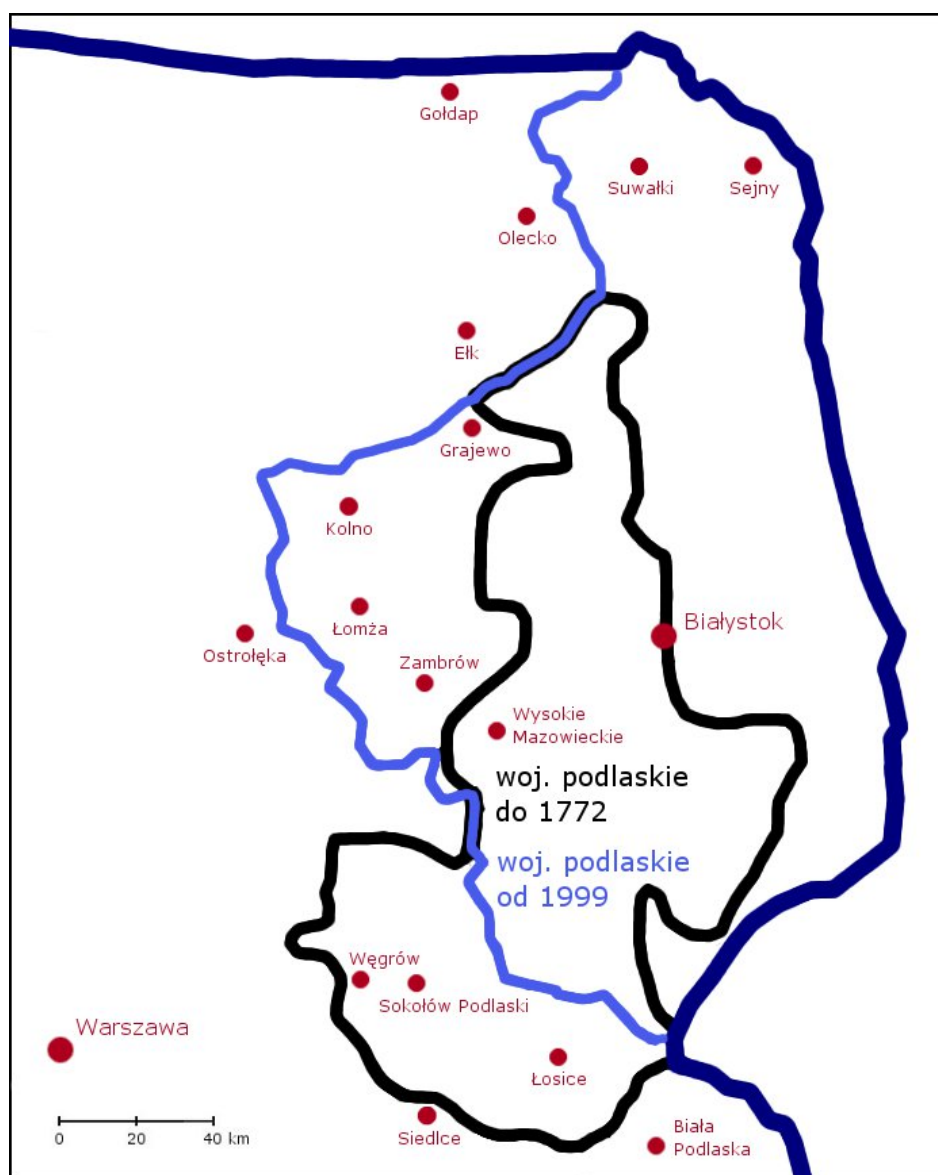 Gołdap
Suwałki
Sejny
Olecko
Ełk
Grajewo
Kolno
Łomża
Białystok
Ostrołęka
Zambrów
Wysokie
Mazowieckie
woj. podlaskie
do 1772
woj. podlaskie
od 1999
Węgrów
Sokołów Podlaski
Warszawa
Łosice
Siedlce
Biała
Podlaska
0 20 40 km